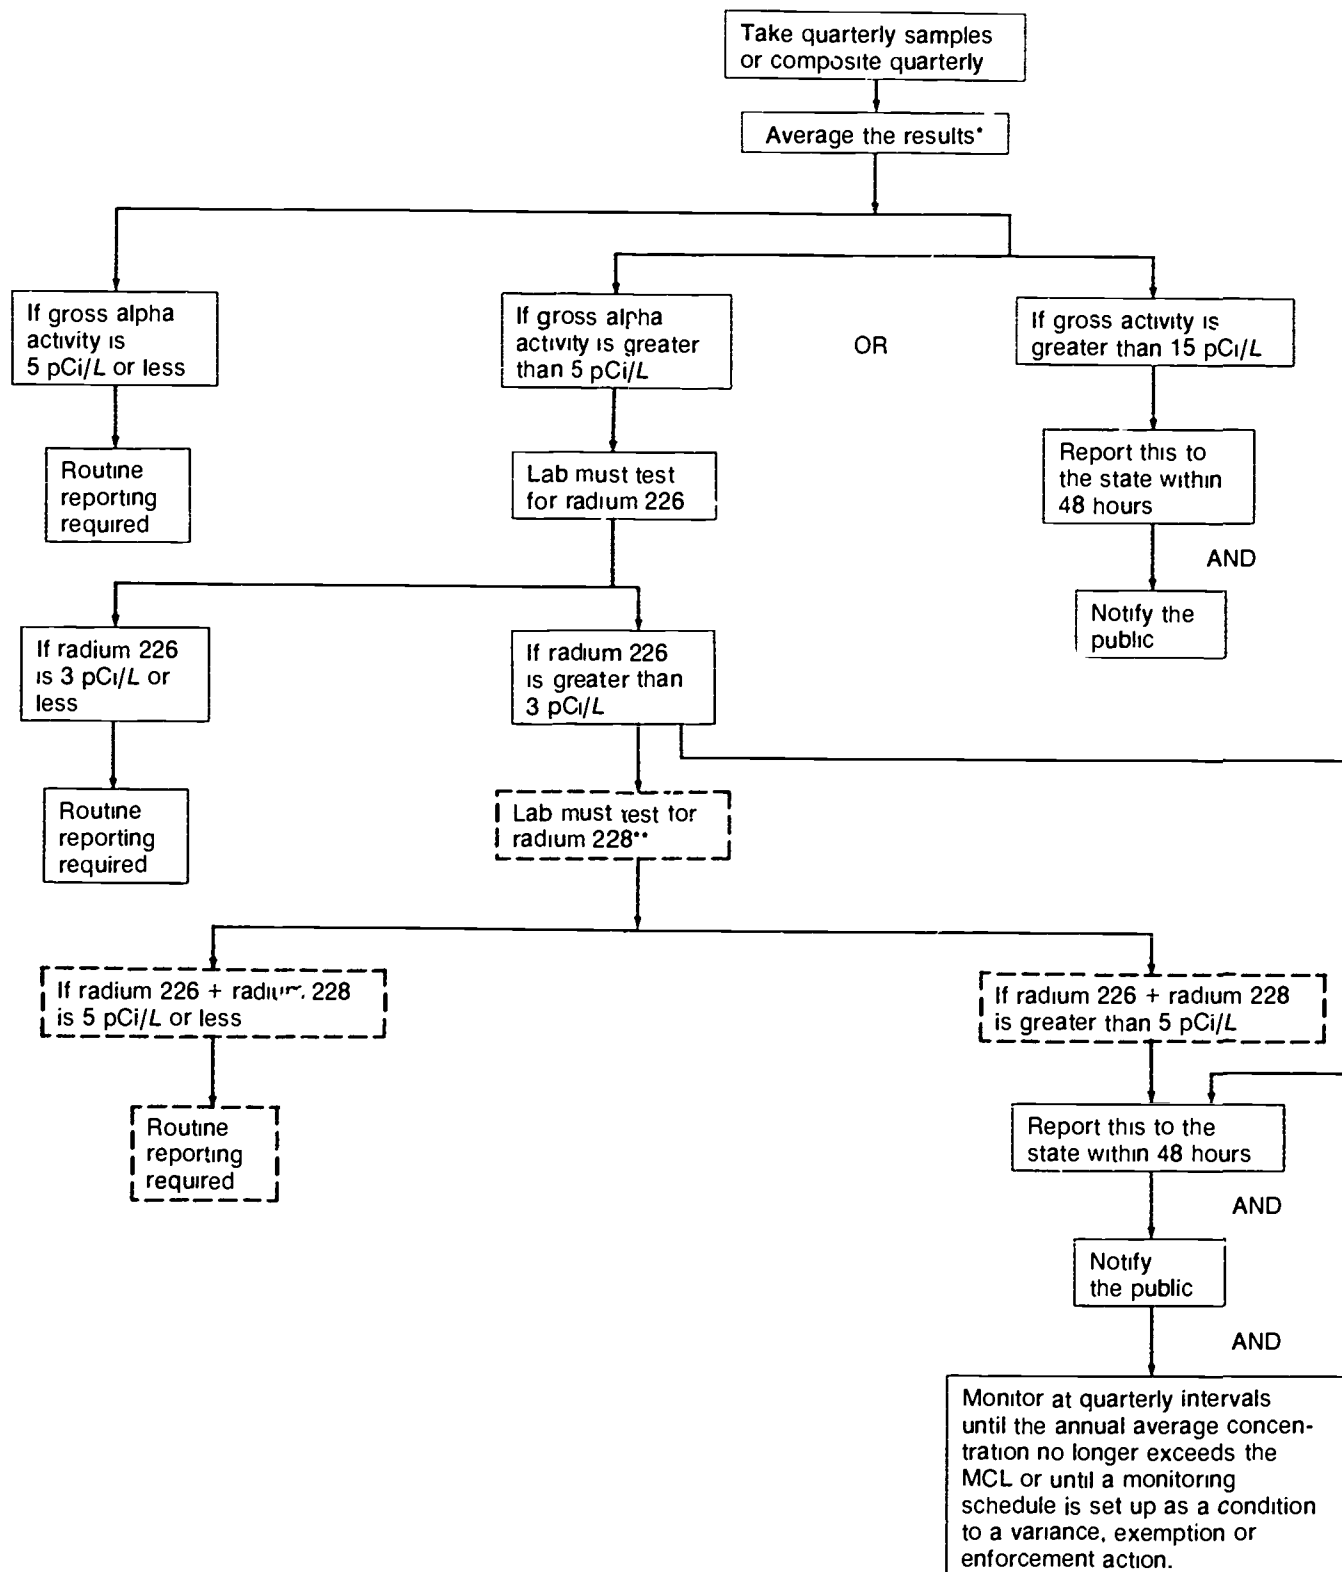 Take quarterly samples
or composite quarterly
Average the results*
If gross alpha
activity is
5 pCi/L or less
If gross alpha
activity is greater
than 5 pCi/L
OR
If gross activity is
greater than 15 pCi/L
Routine
reporting
required
Lab must test
for radium 226
Report this to
the state within
48 hours
AND
Notify the
public
If radium 226
is 3 pCi/L or
less
If radium 226
is greater than
3 pCi/L
Routine
reporting
required
Lab must test for
radium 228**
If radium 226 + radium 228
is 5 pCi/L or less
If radium 226 + radium 228
is greater than 5 pCi/L
Routine
reporting
required
Report this to the
state within 48 hours
AND
Notify
the public
AND
Monitor at quarterly intervals
until the annual average concen-
tration no longer exceeds the
MCL or until a monitoring
schedule is set up as a condition
to a variance, exemption or
enforcement action.